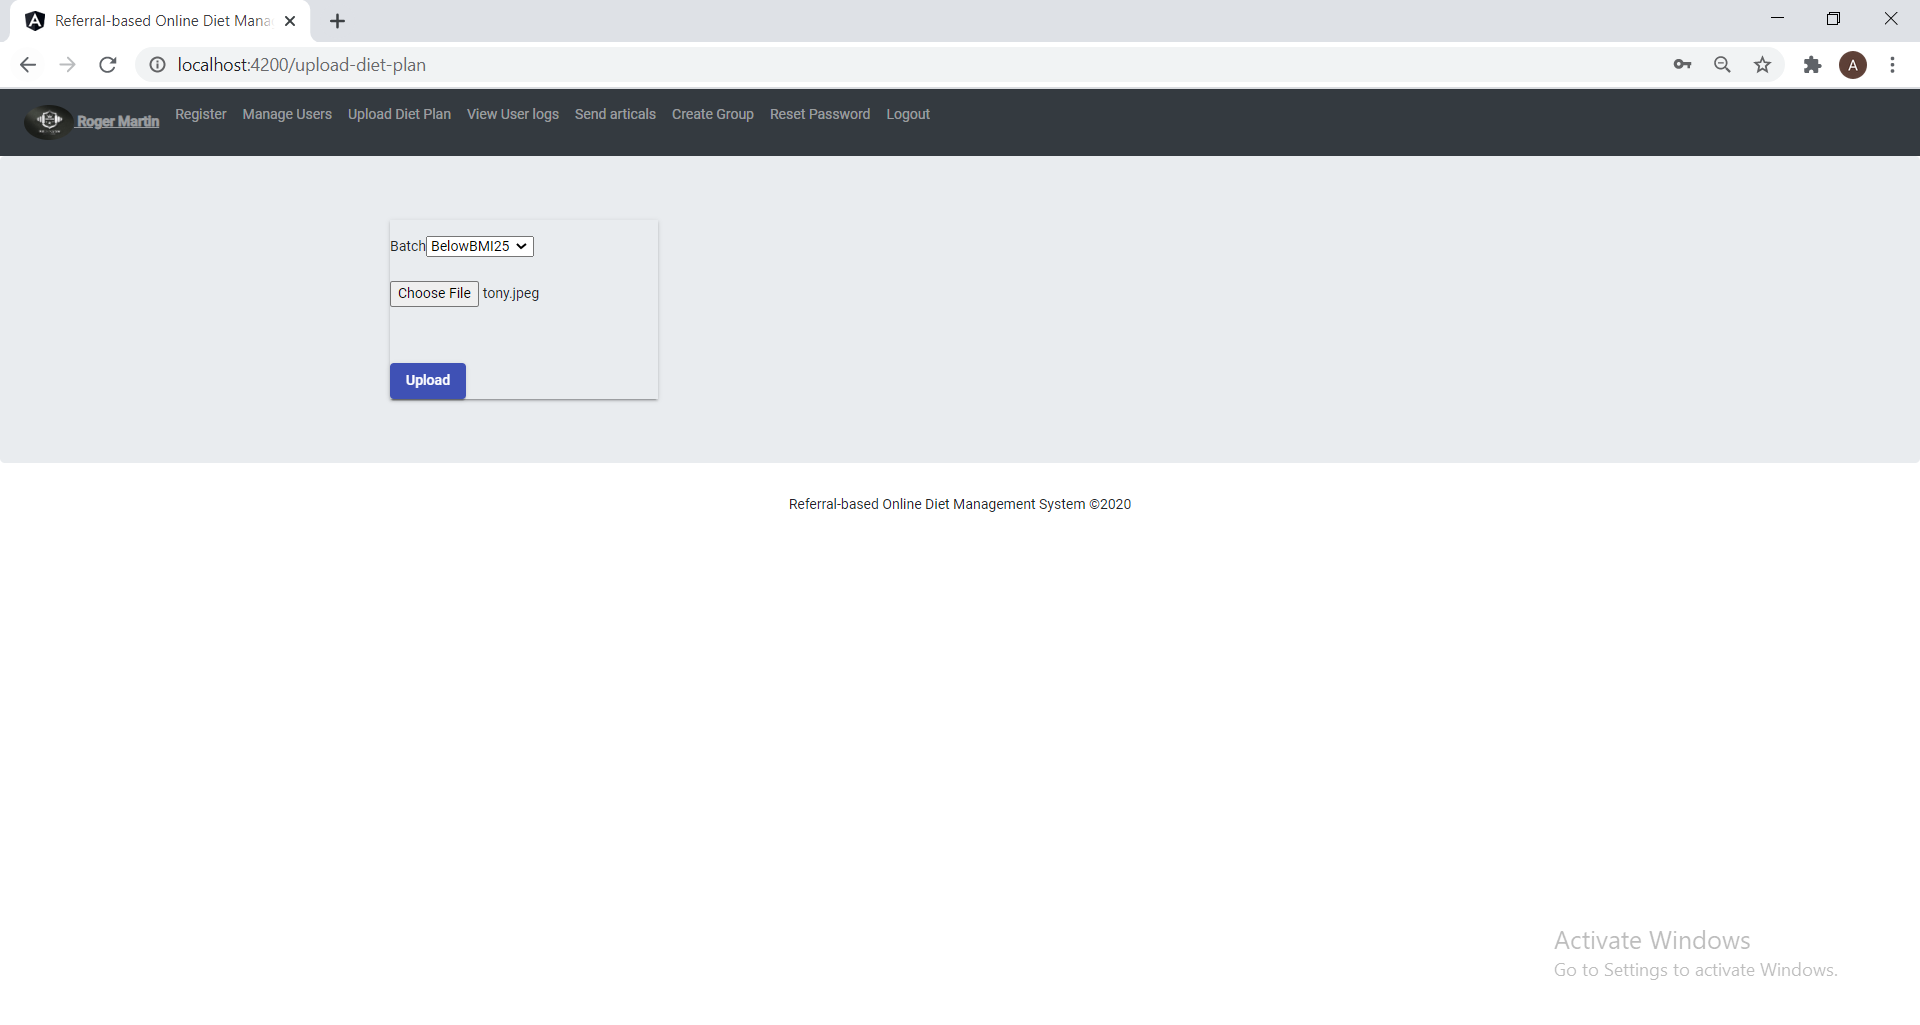 Referral-based Online Diet Mana
localhost:4200/upload-diet-plan
A
Roger Martin Register Manage Users Upload Diet Plan View User logs Send articals Create Group Reset Password Logout
Batch BelowBMI25
Choose File tony.jpeg
Upload
Referral-based Online Diet Management System ©2020
Activate Windows
Go to Settings to activate Windows.